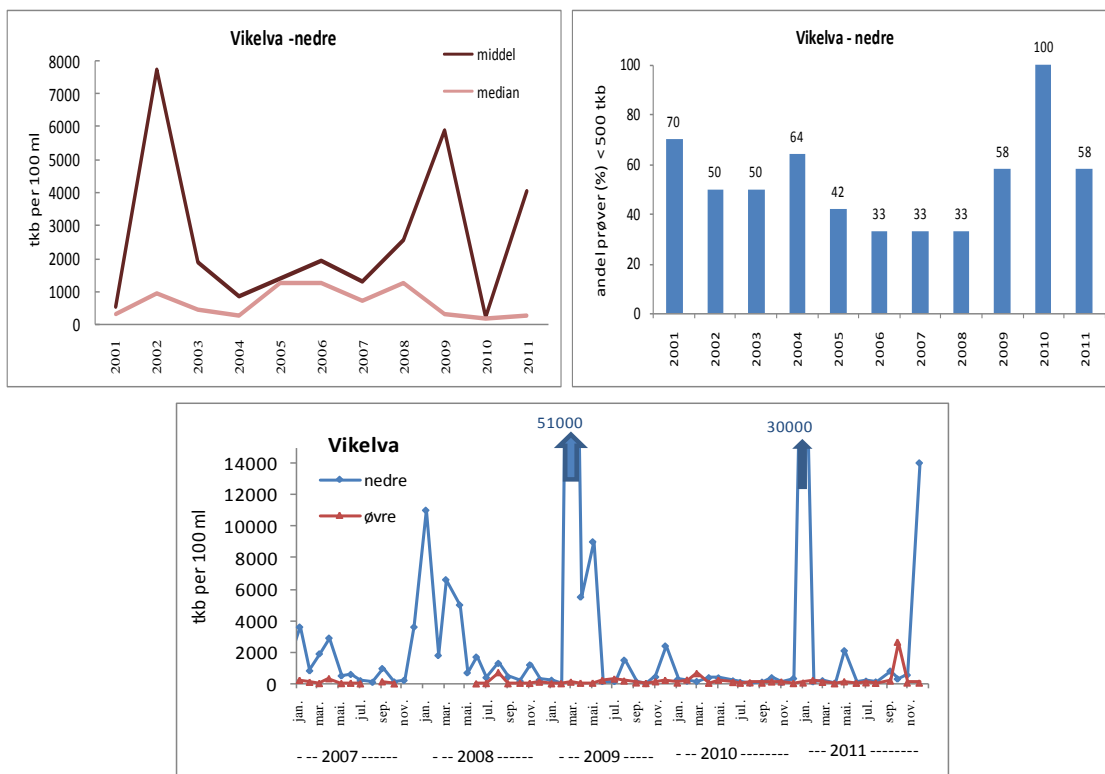 Vikelva -nedre
middel
median
tkb per 100 ml
8000
7000
6000
5000
4000
3000
2000
1000
0
2001 2002 2003 2004 2005 2006 2007 2008 2009 2010 2011
Vikelva - nedre
andel prøver (%) < 500 tkb
100
80
60
40
20
0
70 50 50 64 42 33 33 33 58 100 58
2001 2002 2003 2004 2005 2006 2007 2008 2009 2010 2011
51000 30000
Vikelva
nedre
øvre
tkb per 100 ml
14000
12000
10000
8000
6000
4000
2000
0
jan. mar. mai. jul. sep. nov. jan. mar. mai. jul. sep. nov. jan. mar. mai. jul. sep. nov. jan. mar. mai. jul. sep. nov. jan. mar. mai. jul. sep. nov.
- --- 2007 ------- - -- 2008 ------- - -- 2009 ------- - -- 2010 -------- --- 2011 --------